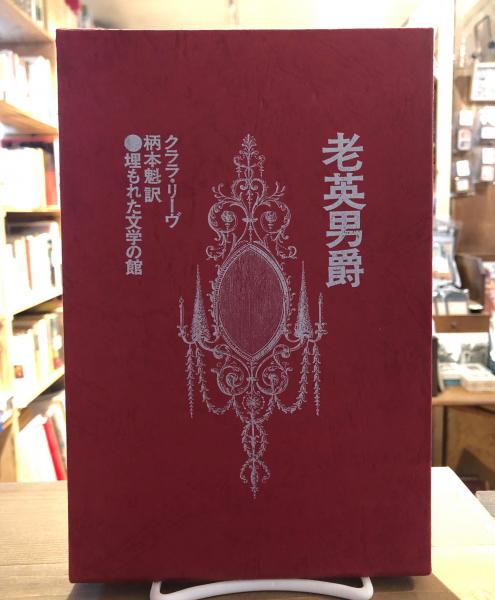 老英男爵
クララ・リーヴ
柄本魁訳
●埋もれた文学の館